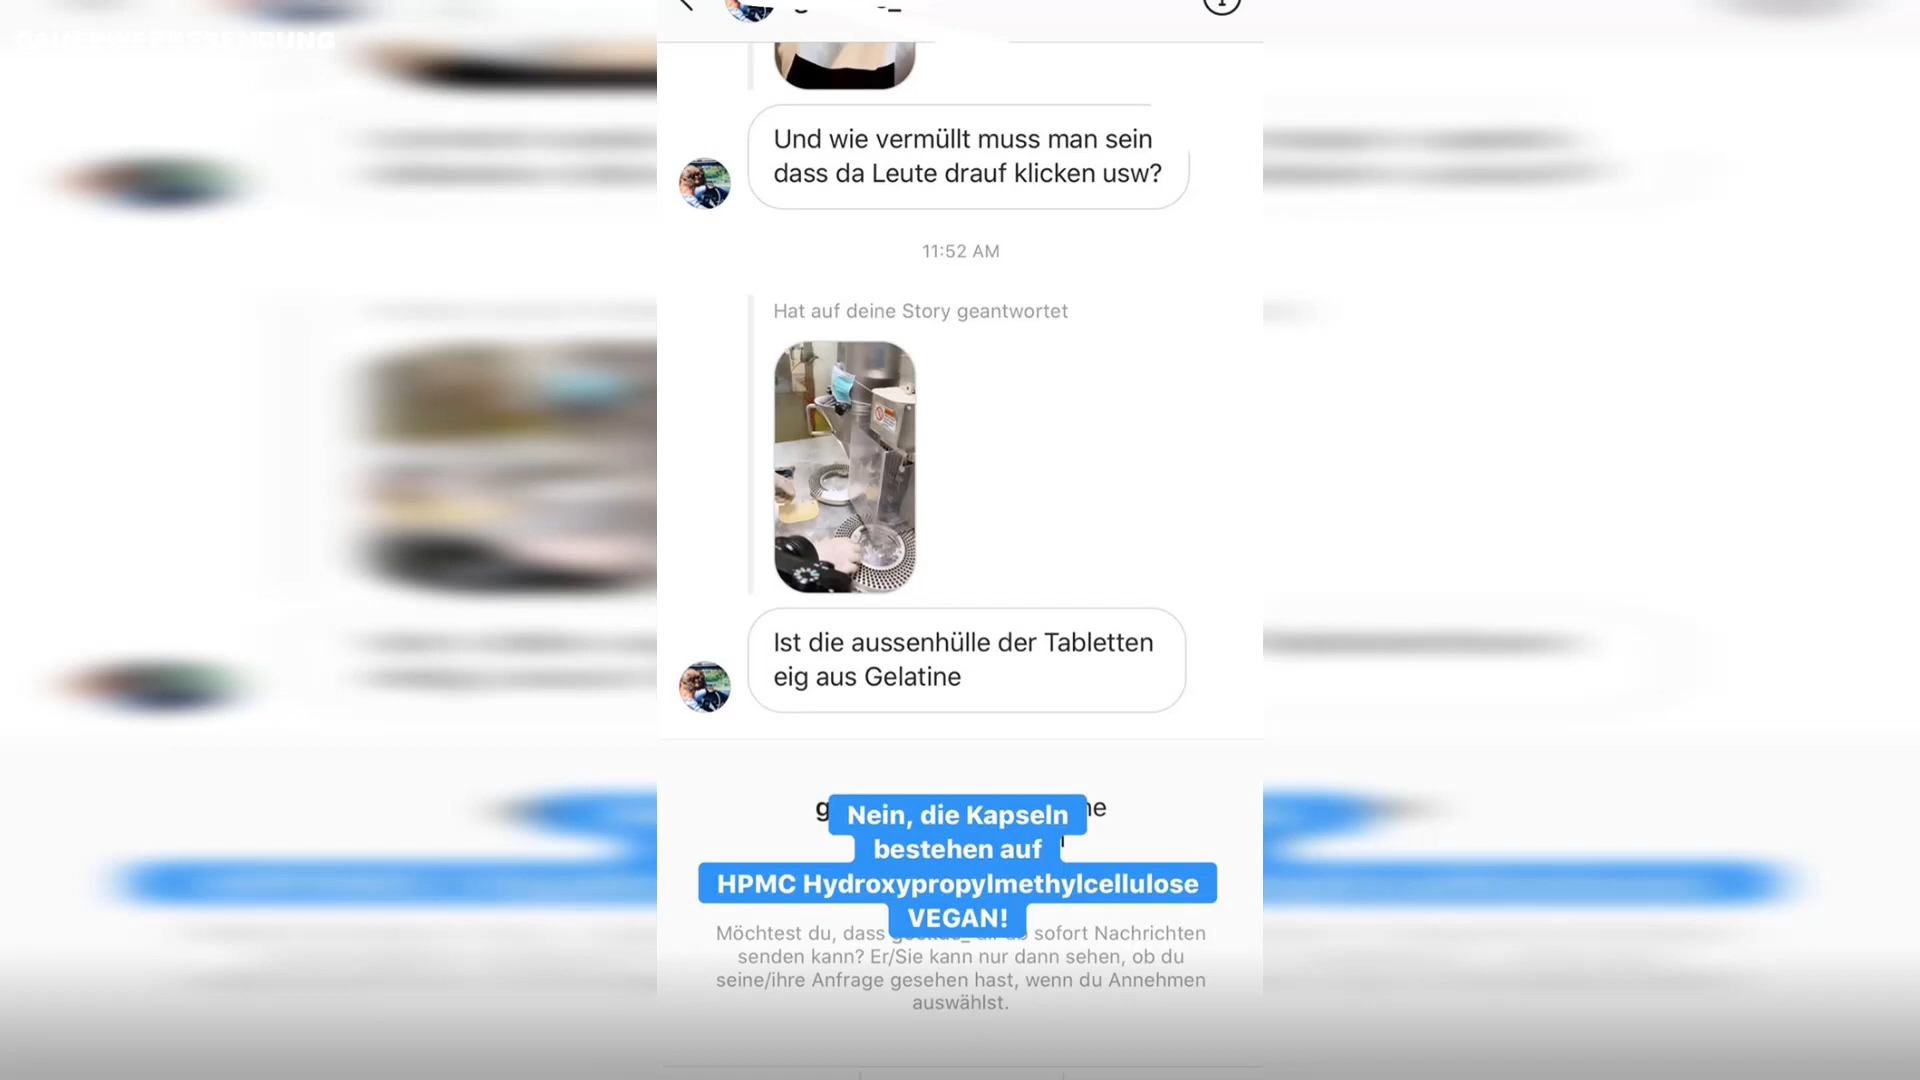 DAUERWERBESENDUNG
Und wie vermüllt muss man sein
dass da Leute drauf klicken usw?
11:52 AM
Hat auf deine Story geantwortet
Ist die aussenhülle der Tabletten
eig aus Gelatine
Nein, die Kapseln
bestehen auf
HPMC Hydroxypropylmethylcellulose
VEGAN!
Möchtest du, dass sofort Nachrichten
senden kann? Er/Sie kann nur dann sehen, ob du
seine/ihre Anfrage gesehen hast, wenn du Annehmen
auswählst.